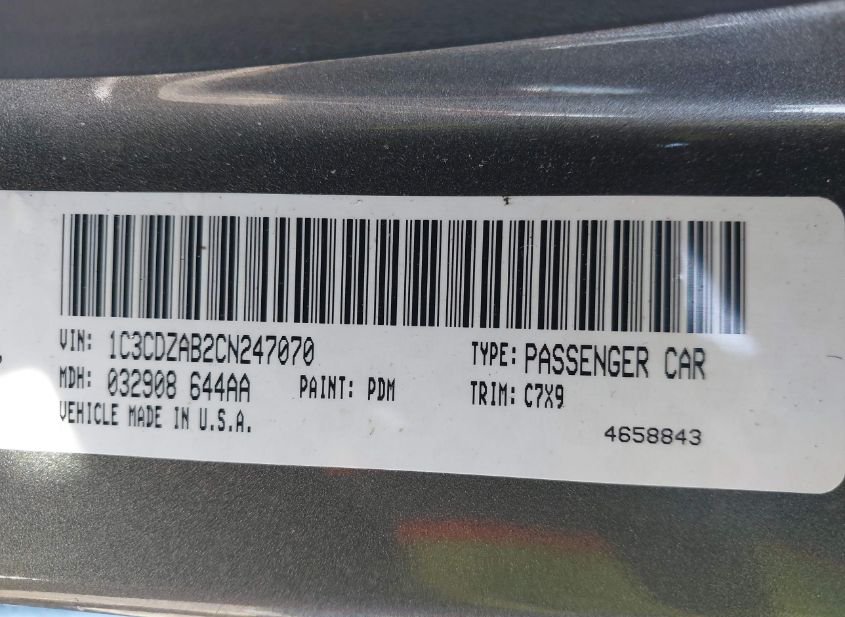 VIN: 1C3CDZAB2CN247070 TYPE: PASSENGER CAR
MDH: 032908 644AA PAINT: PDM TRIM: C7X9
VEHICLE MADE IN U.S.A. 4658843